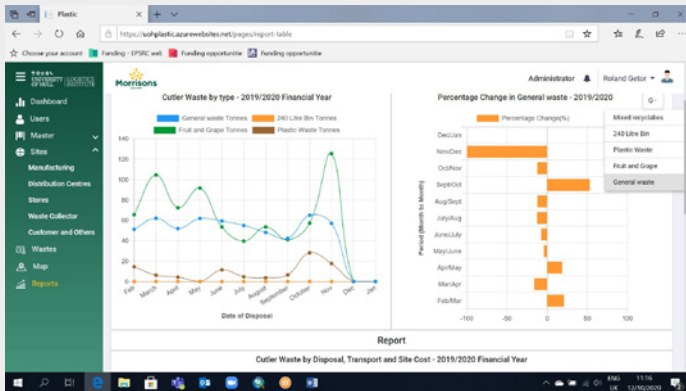 Plastic
https://uohplastic.azurewebsites.net/pages/report-table
Choose your account
Funding - EPSRC web
Funding opportunitie
Funding opportunitie
UNIVERSITY OF HULL
LOGISTICS INSTITUTE
Morrisons
Administrator
Roland Getor
Dashboard
Users
Master
Sites
Manufacturing
Distribution Centres
Stores
Waste Collector
Customer and Others
Wastes
Map
Reports
Cutler Waste by type - 2019/2020 Financial Year
General waste Tonnes
240 Litre Bin Tonnes
Fruit and Grape Tonnes
Plastic Waste Tonnes
140
120
100
80
60
40
20
0
Feb
March
April
May
June
July
August
September
October
Nov
Dec
Jan
Date of Disposal
Percentage Change in General waste - 2019/2020
Percentage Change(%)
Mixed recyclabes
240 Litre Bin
Plastic Waste
Fruit and Grape
General waste
Period (Month to Month)
Dec/Jan
Nov/Dec
Oct/Nov
Sept/Oct
Aug/Sept
July/Aug
June/July
May/June
Apr/May
Mar/Apr
Feb/Mar
-100
-50
0
50
100
Report
Cutler Waste by Disposal, Transport and Site Cost - 2019/2020 Financial Year
ENG
UK
11:16
12/10/2020